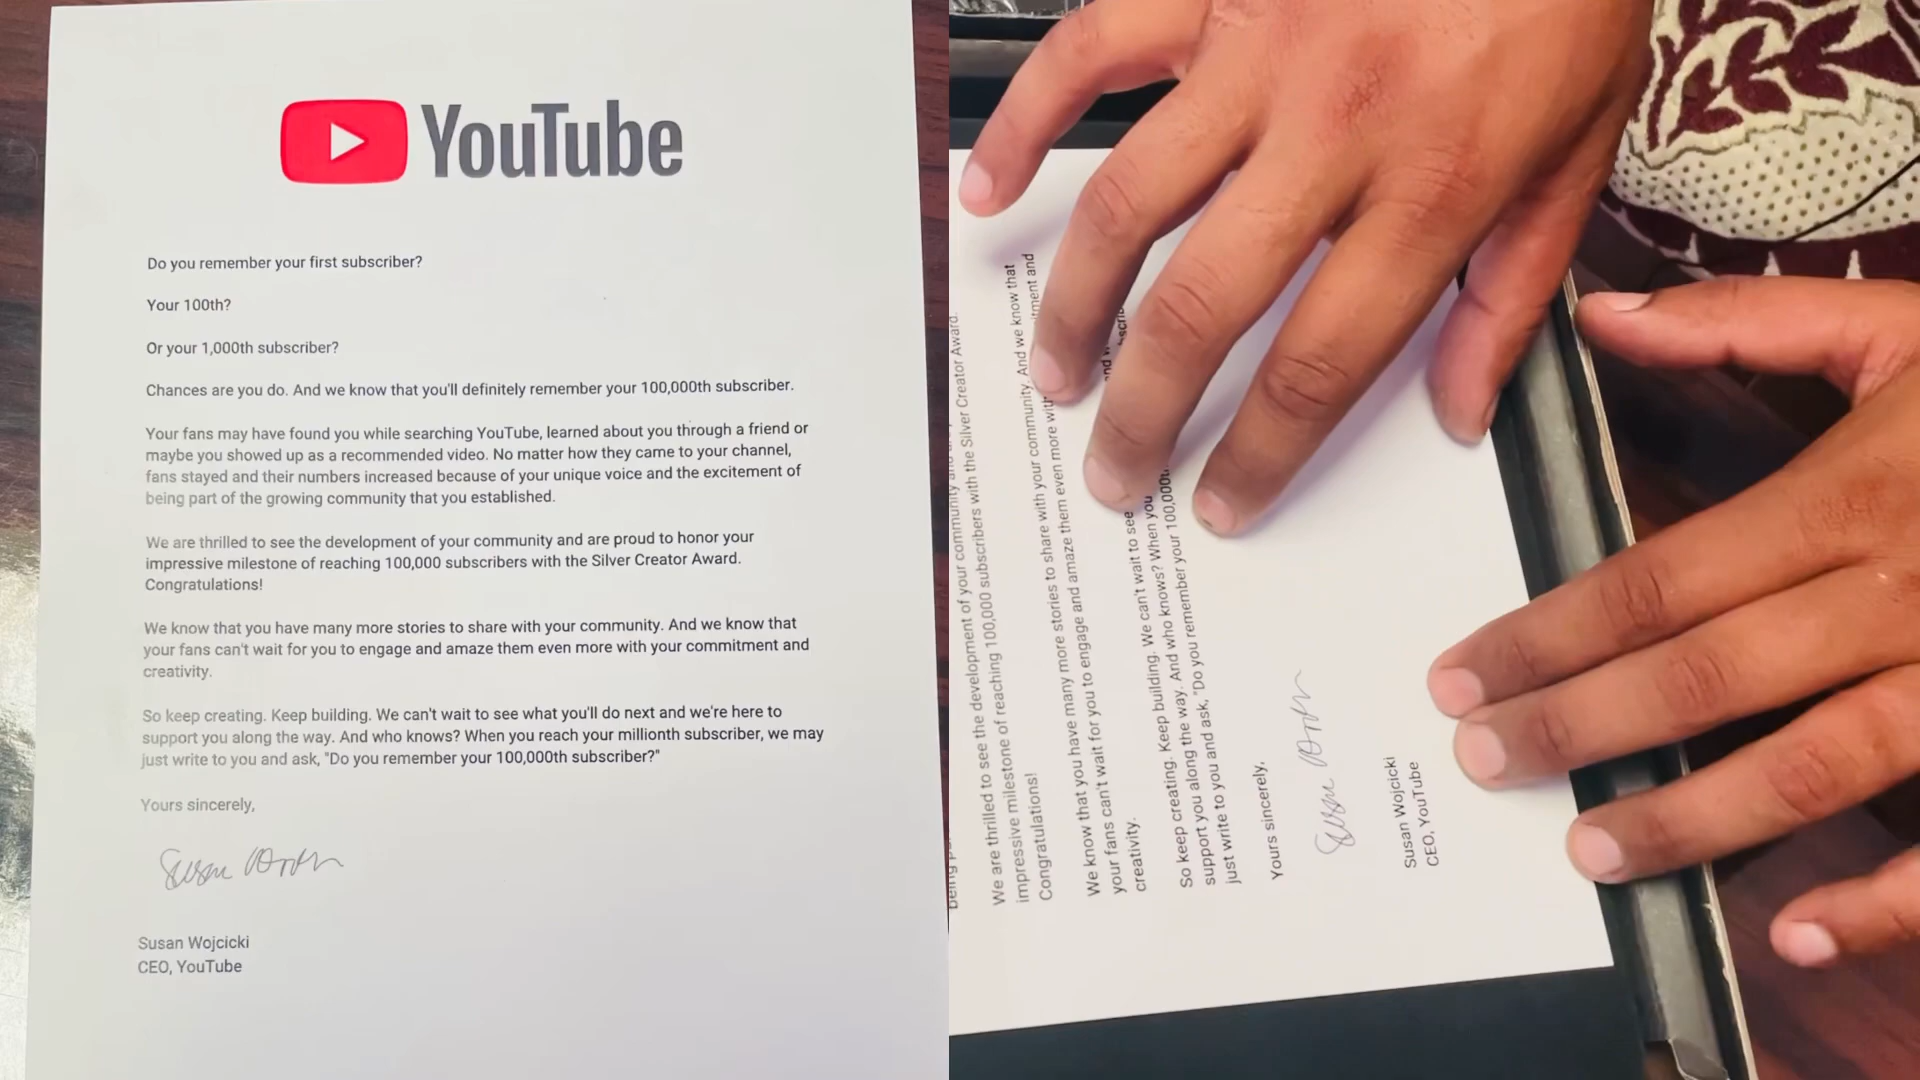 YouTube
Do you remember your first subscriber?
Your 100th?
Or your 1,000th subscriber?
Chances are you do. And we know that you'll definitely remember your 100,000th subscriber.
Your fans may have found you while searching YouTube, learned about you through a friend or
maybe you showed up as a recommended video. No matter how they came to your channel,
fans stayed and their numbers increased because of your unique voice and the excitement of
being part of the growing community that you established.
We are thrilled to see the development of your community and are proud to honor your
impressive milestone of reaching 100,000 subscribers with the Silver Creator Award.
Congratulations!
We know that you have many more stories to share with your community. And we know that
your fans can't wait for you to engage and amaze them even more with your commitment and
creativity.
So keep creating. Keep building. We can't wait to see what you'll do next and we're here to
support you along the way. And who knows? When you reach your millionth subscriber, we may
just write to you and ask, "Do you remember your 100,000th subscriber?"
Yours sincerely,
Susan Wojcicki
CEO, YouTube
We are thrilled to see the development of your community
impressive milestone of reaching 100,000 subscribers with the Silver Creator Award.
Congratulations!
We know that you have many more stories to share with your community. And we know that
your fans can't wait for you to engage and amaze them even more with and
creativity.
So keep creating. Keep building. We can't wait to see
support you along the way. And who knows? When you
just write to you and ask, "Do you remember your 100,000t
Yours sincerely,
Susan Wojcicki
CEO, YouTube